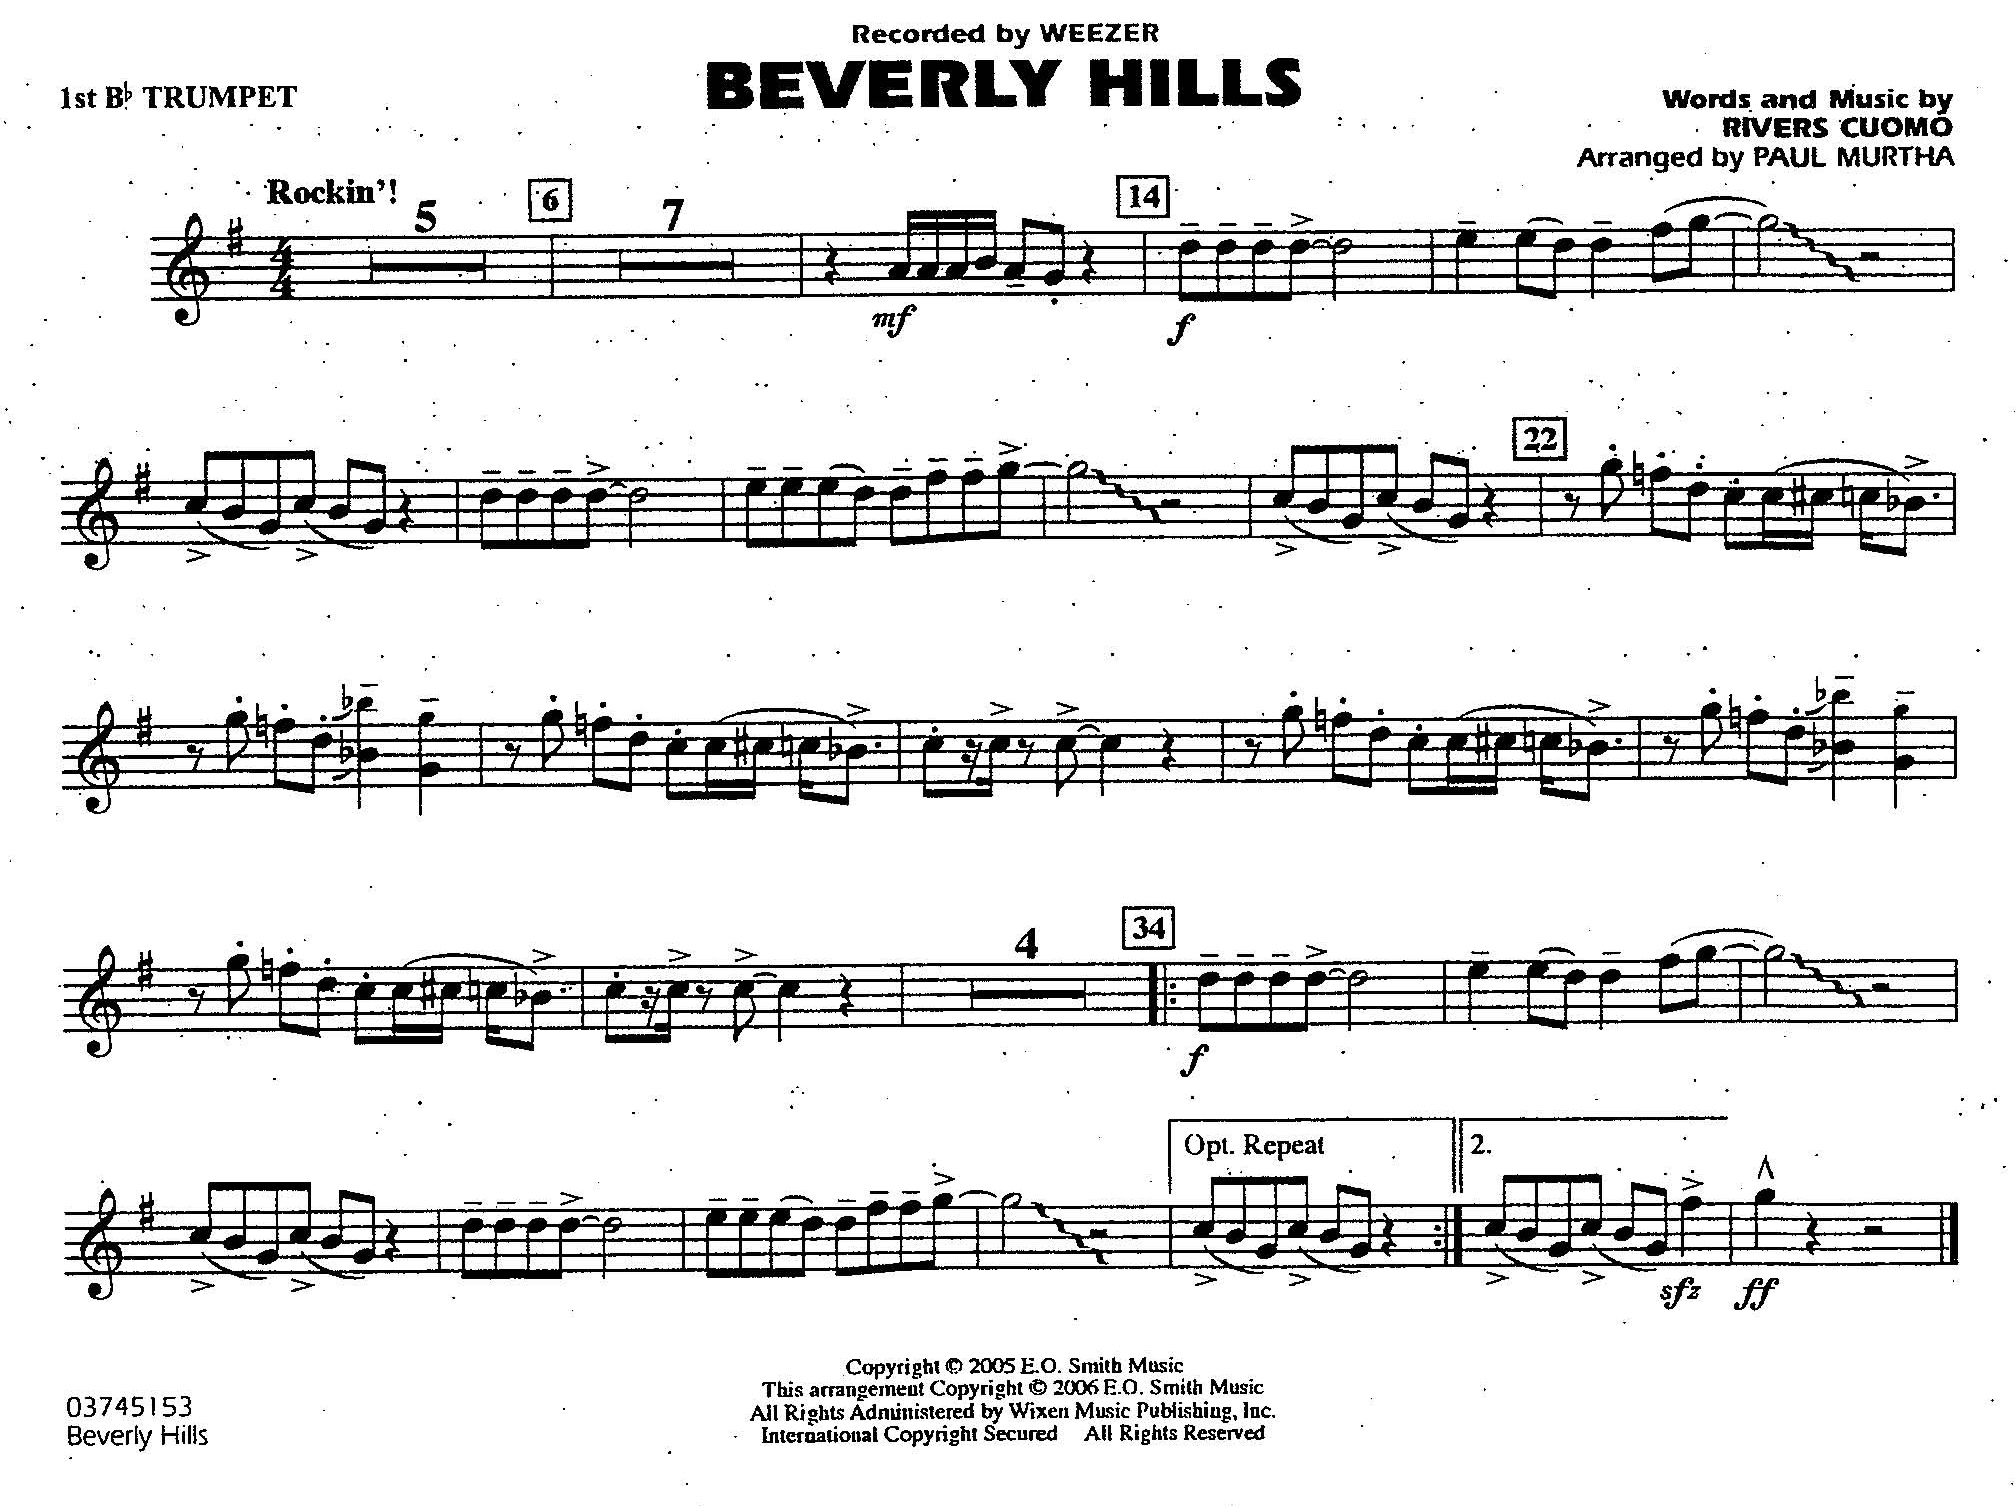 Recorded by WEEZER
BEVERLY HILLS
1st B♭ TRUMPET
Words and Music by
RIVERS CUOMO
Arranged by PAUL MURTHA
Rockin'!
5
6
7
14
4
4
mf
f
22
4
34
f
Opt. Repeat
2.
sfz
ff
Copyright © 2005 E.O. Smith Music
This arrangement Copyright © 2006 E.O. Smith Music
All Rights Administered by Wixen Music Publishing, Inc.
International Copyright Secured All Rights Reserved
03745153
Beverly Hills